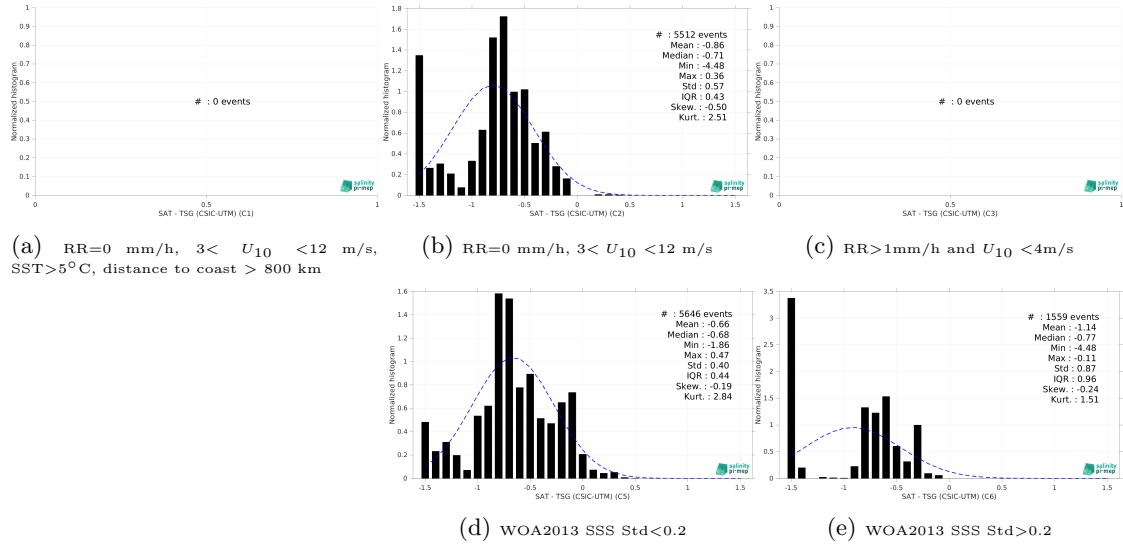 1
0.9
0.8
0.7
0.6
0.5
0.4
0.3
0.2
0.1
0
0
0.5
1
Normalized histogram
# : 0 events
salinity
pi-mep
SAT - TSG (CSIC-UTM) (C1)
(a) RR=0 mm/h, 3< U10 <12 m/s,
SST>5°C, distance to coast > 800 km
1.8
1.6
1.4
1.2
1
0.8
0.6
0.4
0.2
0
-1.5
-1
-0.5
0
0.5
1
1.5
Normalized histogram
# : 5512 events
Mean : -0.86
Median : -0.71
Min : -4.48
Max : 0.36
Std : 0.57
IQR : 0.43
Skew. : -0.50
Kurt. : 2.51
salinity
pi-mep
SAT - TSG (CSIC-UTM) (C2)
(b) RR=0 mm/h, 3< U10 <12 m/s
1
0.9
0.8
0.7
0.6
0.5
0.4
0.3
0.2
0.1
0
0
0.5
1
Normalized histogram
# : 0 events
salinity
pi-mep
SAT - TSG (CSIC-UTM) (C3)
(c) RR>1mm/h and U10 <4m/s
1.6
1.4
1.2
1
0.8
0.6
0.4
0.2
0
-1.5
-1
-0.5
0
0.5
1
1.5
Normalized histogram
# : 5646 events
Mean : -0.66
Median : -0.68
Min : -1.86
Max : 0.47
Std : 0.40
IQR : 0.44
Skew. : -0.19
Kurt. : 2.84
salinity
pi-mep
SAT - TSG (CSIC-UTM) (C5)
(d) WOA2013 SSS Std<0.2
3.5
3
2.5
2
1.5
1
0.5
0
-1.5
-1
-0.5
0
0.5
1
1.5
Normalized histogram
# : 1559 events
Mean : -1.14
Median : -0.77
Min : -4.48
Max : -0.11
Std : 0.87
IQR : 0.96
Skew. : -0.24
Kurt. : 1.51
salinity
pi-mep
SAT - TSG (CSIC-UTM) (C6)
(e) WOA2013 SSS Std>0.2